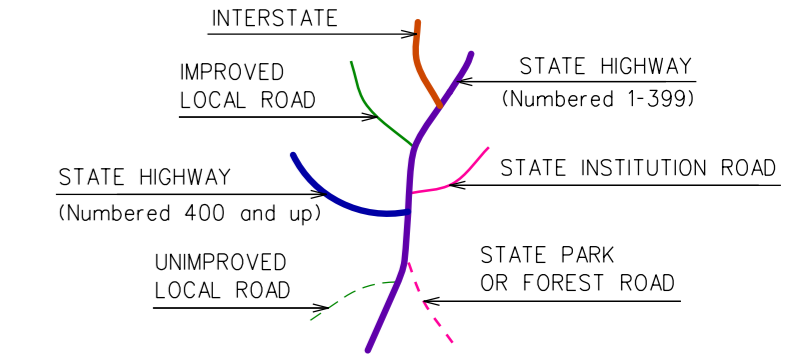 INTERSTATE
IMPROVED
LOCAL ROAD
STATE HIGHWAY
(Numbered 1-399)
STATE INSTITUTION ROAD
STATE HIGHWAY
(Numbered 400 and up)
UNIMPROVED
LOCAL ROAD
STATE PARK
OR FOREST ROAD